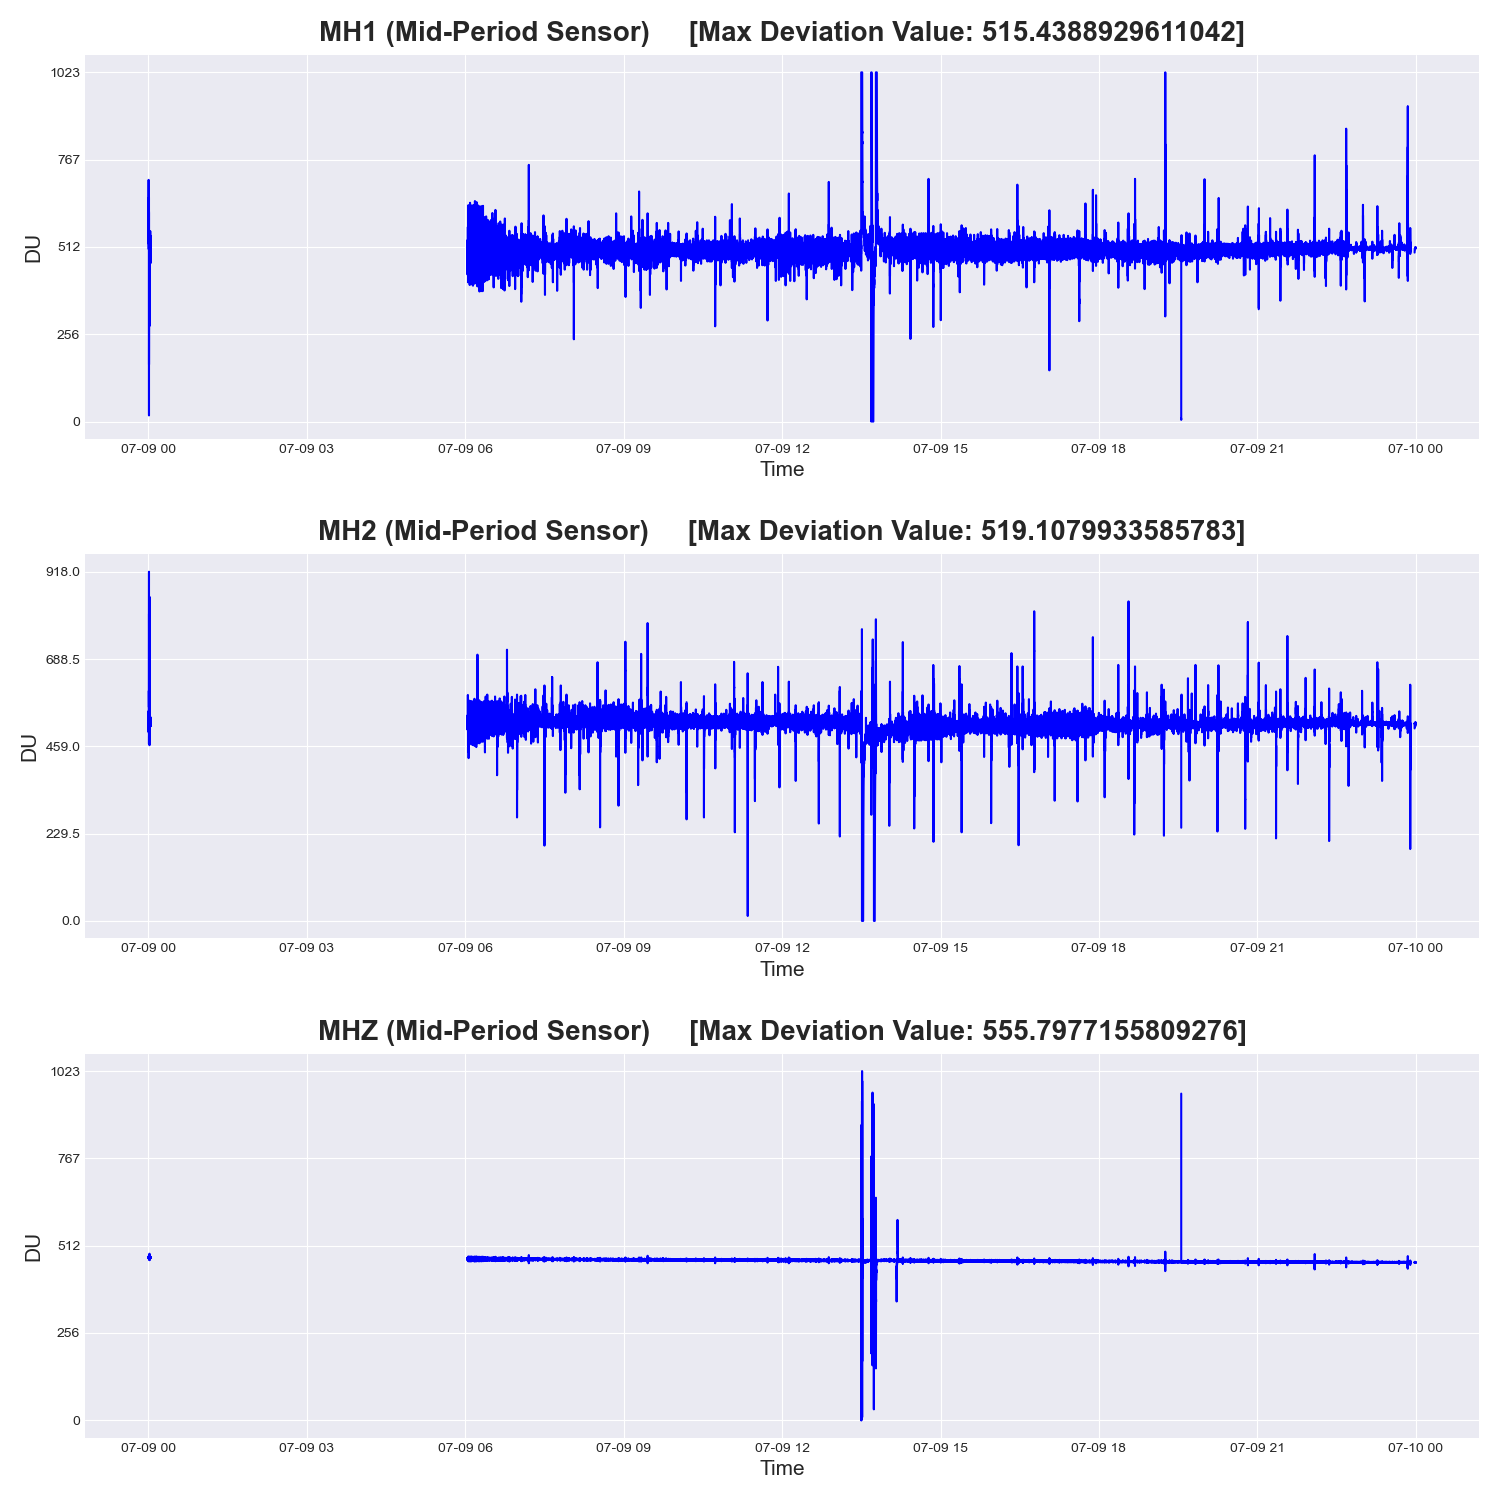 MH1 (Mid-Period Sensor) [Max Deviation Value: 515.4388929611042]
1023
767
512
256
0
DU
07-09 00 07-09 03 07-09 06 07-09 09 07-09 12 07-09 15 07-09 18 07-09 21 07-10 00
Time
MH2 (Mid-Period Sensor) [Max Deviation Value: 519.1079933585783]
918.0
688.5
459.0
229.5
0.0
DU
07-09 00 07-09 03 07-09 06 07-09 09 07-09 12 07-09 15 07-09 18 07-09 21 07-10 00
Time
MHZ (Mid-Period Sensor) [Max Deviation Value: 555.7977155809276]
1023
767
512
256
0
DU
07-09 00 07-09 03 07-09 06 07-09 09 07-09 12 07-09 15 07-09 18 07-09 21 07-10 00
Time